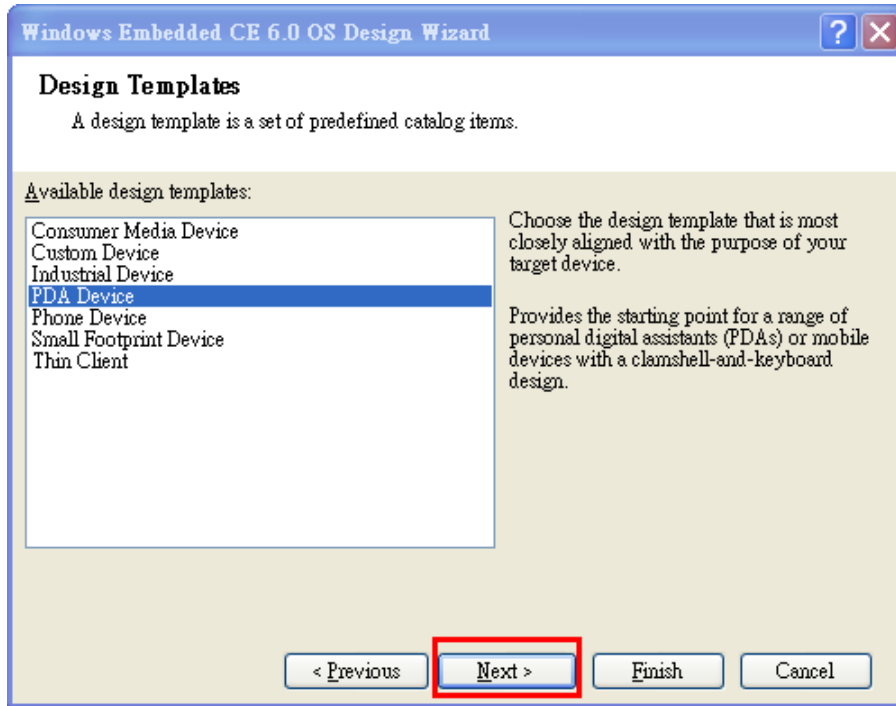 Windows Embedded CE 6.0 OS Design Wizard
Design Templates
A design template is a set of predefined catalog items.
Available design templates:
Consumer Media Device
Custom Device
Industrial Device
PDA Device
Phone Device
Small Footprint Device
Thin Client
Choose the design template that is most
closely aligned with the purpose of your
target device.
Provides the starting point for a range of
personal digital assistants (PDAs) or mobile
devices with a clamshell-and-keyboard
design.
< Previous
Next >
Finish
Cancel